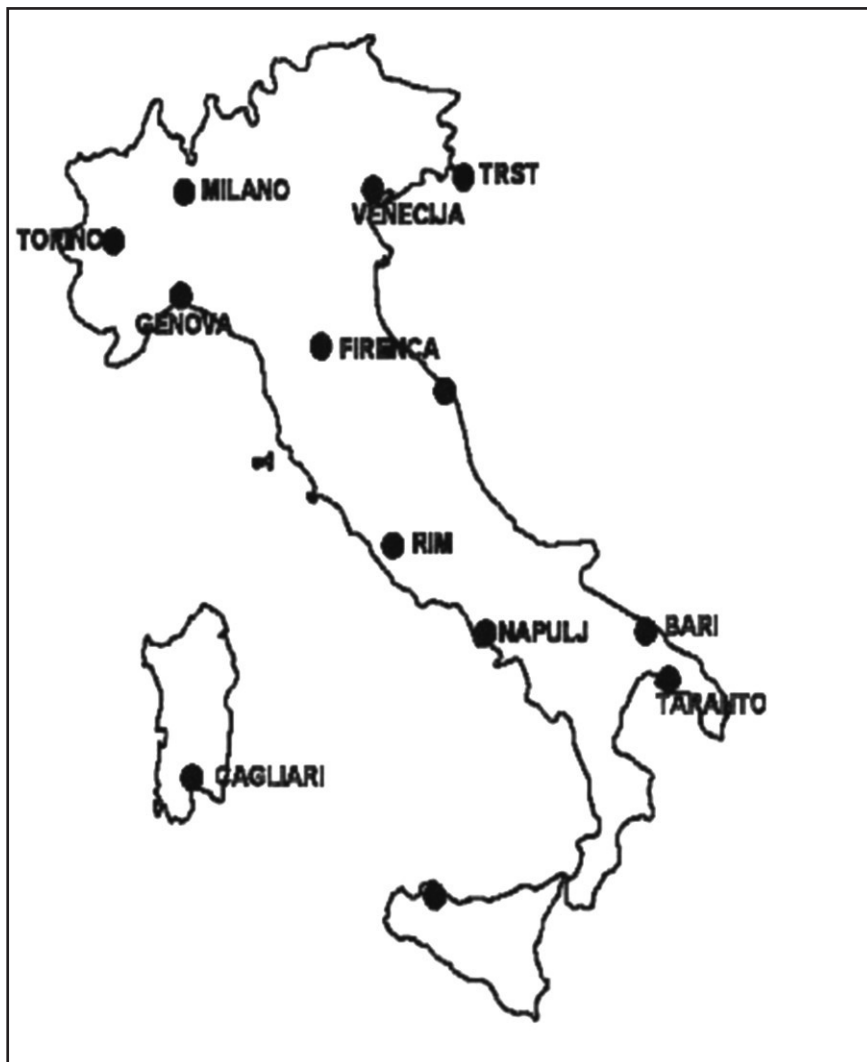 TRST
MILANO
VENECIJA
TORINO
GENOVA
FIRENCA
RIM
NAPULJ
BARI
TARANTO
CAGLIARI